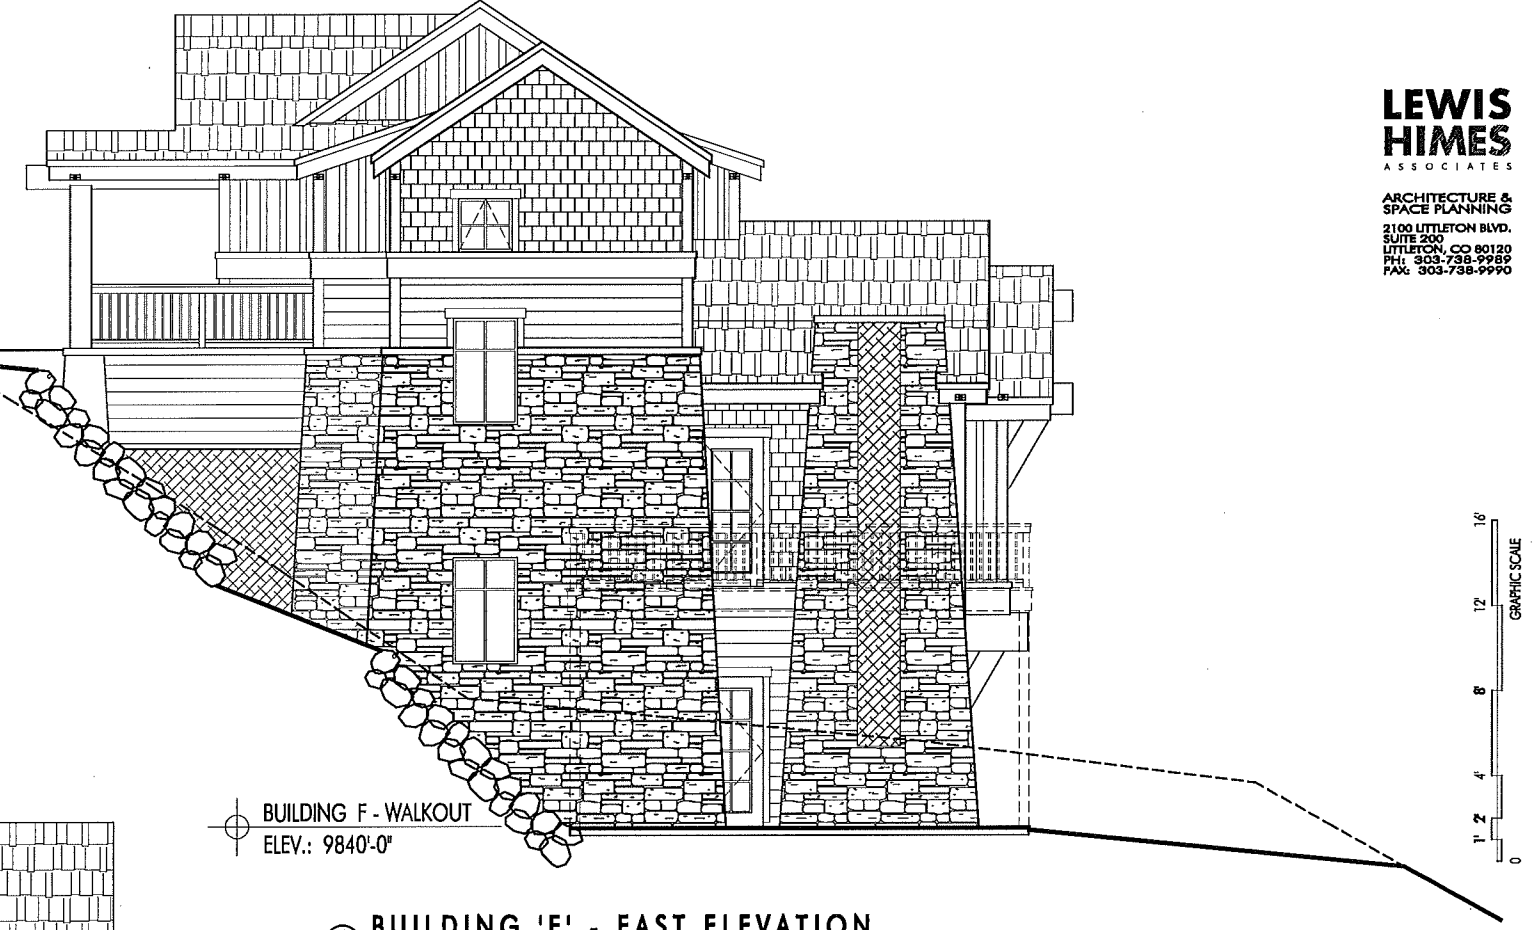 LEWIS
HIMES
ASSOCIATES
ARCHITECTURE &
SPACE PLANNING
2100 LITTLETON BLVD.
SUITE 200
LITTLETON, CO 80120
PH: 303-738-9989
FAX: 303-738-9990
16'
12'
8'
4'
2'
1'
0
GRAPHIC SCALE
BUILDING F - WALKOUT
ELEV.: 9840'-0"
BUILDING 'F' - EAST ELEVATION